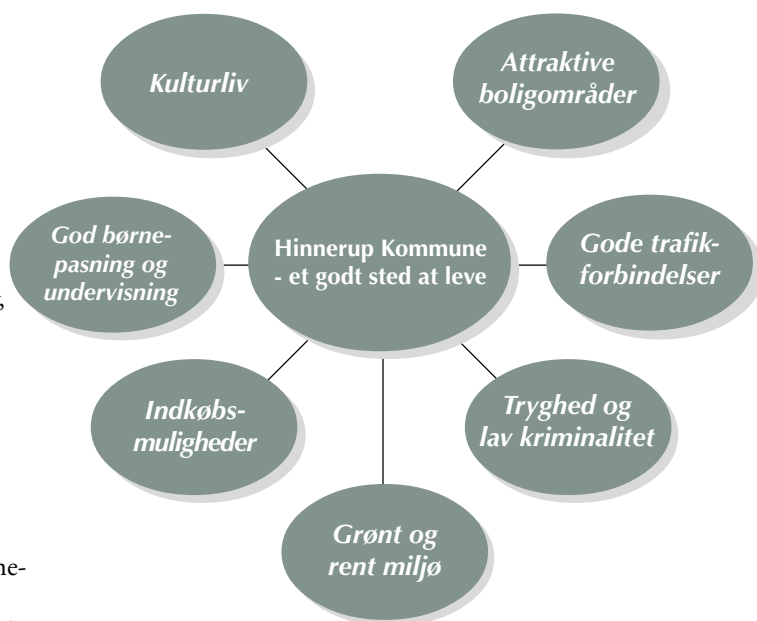 Kulturliv
Attraktive
boligområder
God børne-
pasning og
undervisning
Hinnerup Kommune
- et godt sted at leve
Gode trafik-
forbindelser
Indkøbs-
muligheder
Tryghed og
lav kriminalitet
Grønt og
rent miljø